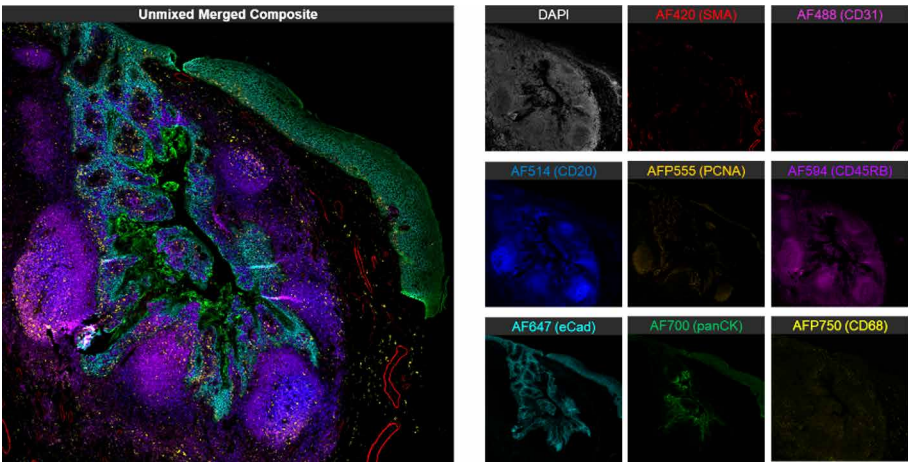 Unmixed Merged Composite
DAPI
AF420 (SMA)
AF488 (CD31)
AF514 (CD20)
AFP555 (PCNA)
AF594 (CD45RB)
AF647 (eCad)
AF700 (panCK)
AFP750 (CD68)